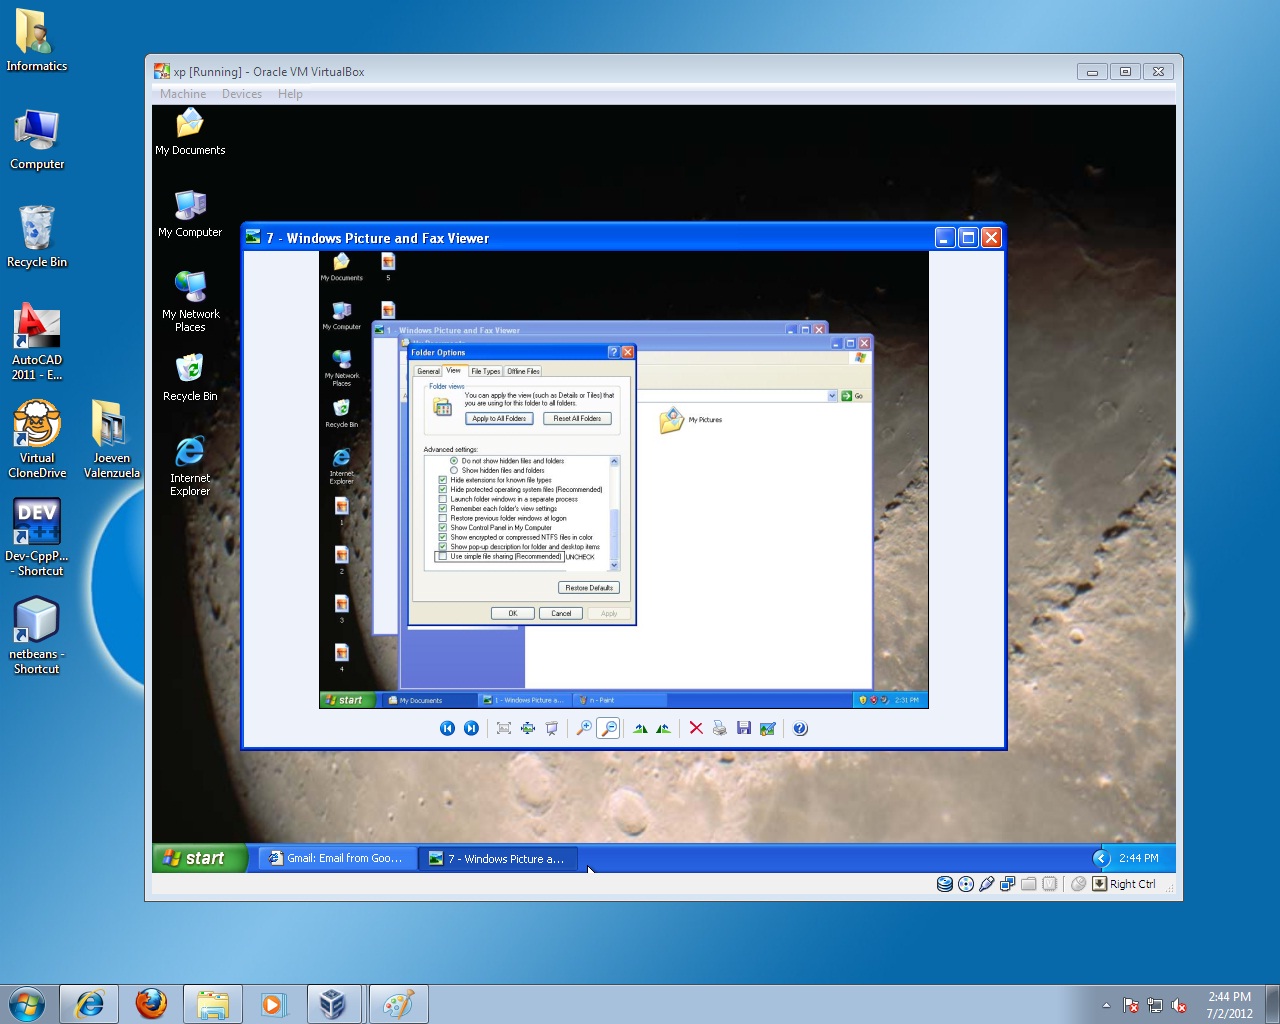 Informatics
Computer
Recycle Bin
AutoCAD
2011 - E...
Virtual
CloneDrive
Joeven
Valenzuela
Dev-CppP...
- Shortcut
netbeans -
Shortcut
xp [Running] - Oracle VM VirtualBox
Machine Devices Help
My Documents
My Computer
My Network
Places
Recycle Bin
Internet
Explorer
7 - Windows Picture and Fax Viewer
My Documents
5
My Computer
My Network
Places
Recycle Bin
Internet
Explorer
1
2
3
4
1 - Windows Picture and Fax Viewer
Folder Options
General View File Types Offline Files
Folder views
You can apply the view (such as Details or Tiles) that
you are using for this folder to all folders.
Apply to All Folders Reset All Folders
Advanced settings:
Do not show hidden files and folders
Show hidden files and folders
Hide extensions for known file types
Hide protected operating system files (Recommended)
Launch folder windows in a separate process
Remember each folder's view settings
Restore previous folder windows at logon
Show Control Panel in My Computer
Show encrypted or compressed NTFS files in color
Show pop-up description for folder and desktop items
Use simple file sharing (Recommended) UNCHECK
Restore Defaults
OK Cancel Apply
Go
My Pictures
start My Documents 1 - Windows Picture a... n - Paint 2:31 PM
start Gmail: Email from Goo... 7 - Windows Picture a... 2:44 PM
Right Ctrl
DEV
C++
2:44 PM
7/2/2012